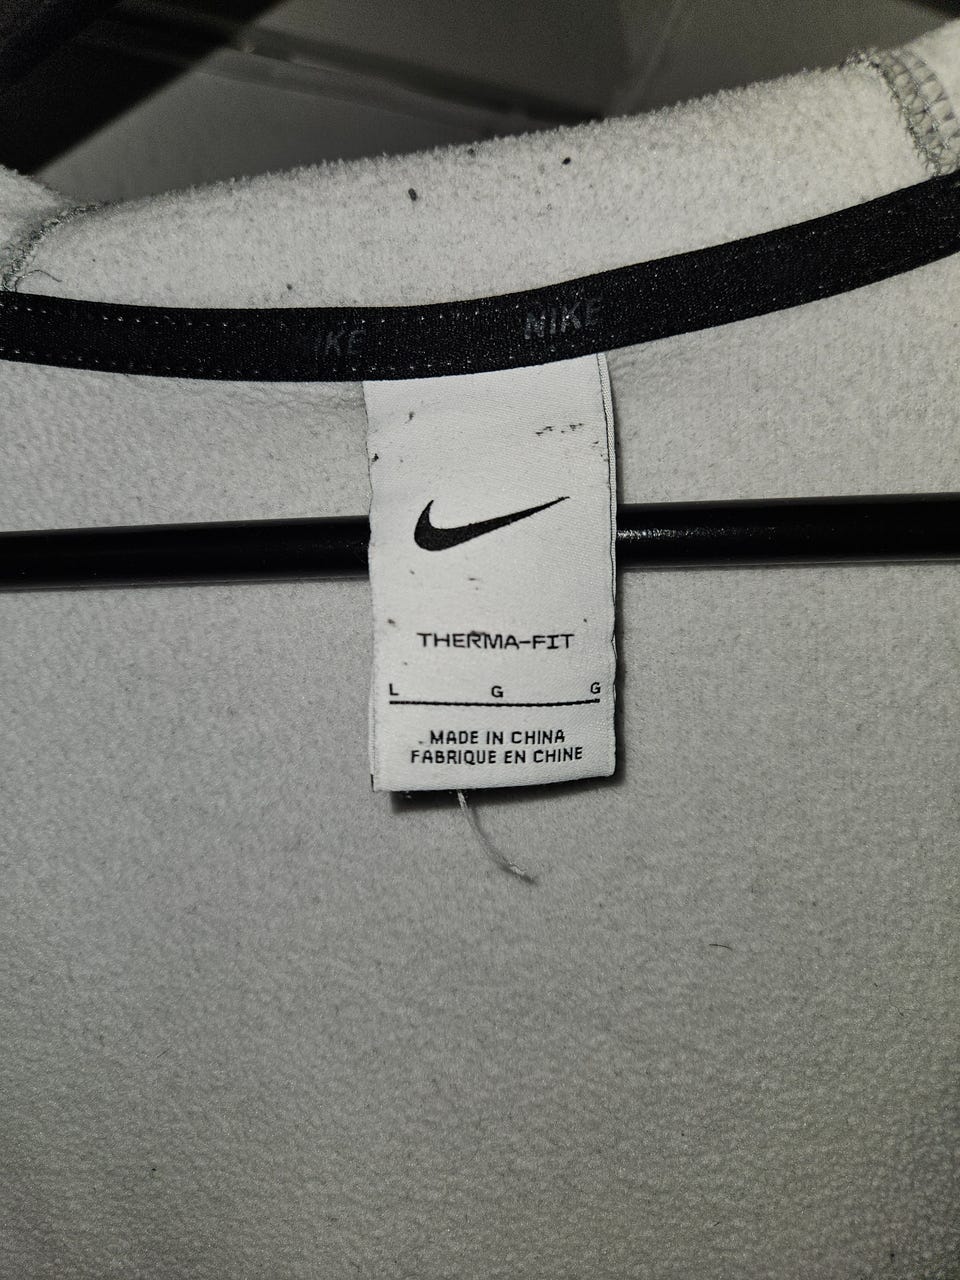 NIKE NIKE
THERMA-FIT
L G G
MADE IN CHINA
FABRIQUE EN CHINE